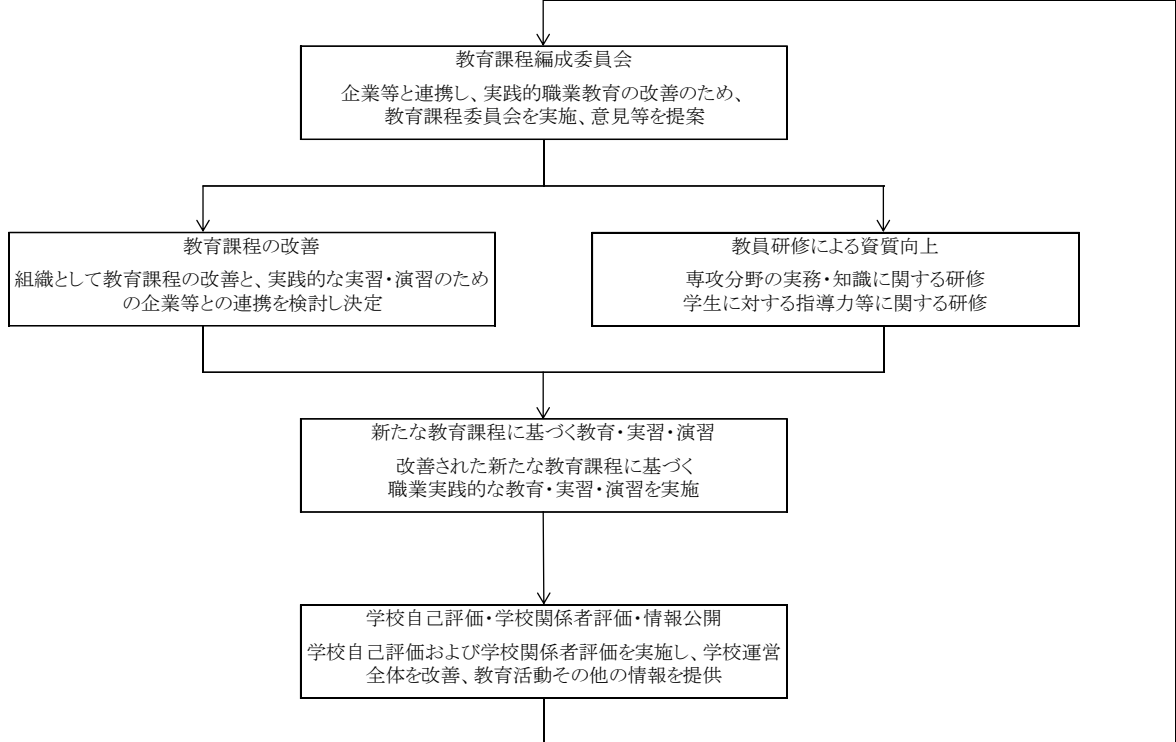 教育課程編成委員会
企業等と連携し、実践的職業教育の改善のため、
教育課程委員会を実施、意見等を提案
教育課程の改善
組織として教育課程の改善と、実践的な実習・演習のため
の企業等との連携を検討し決定
教員研修による資質向上
専攻分野の実務・知識に関する研修
学生に対する指導力等に関する研修
新たな教育課程に基づく教育・実習・演習
改善された新たな教育課程に基づく
職業実践的な教育・実習・演習を実施
学校自己評価・学校関係者評価・情報公開
学校自己評価および学校関係者評価を実施し、学校運営
全体を改善、教育活動その他の情報を提供